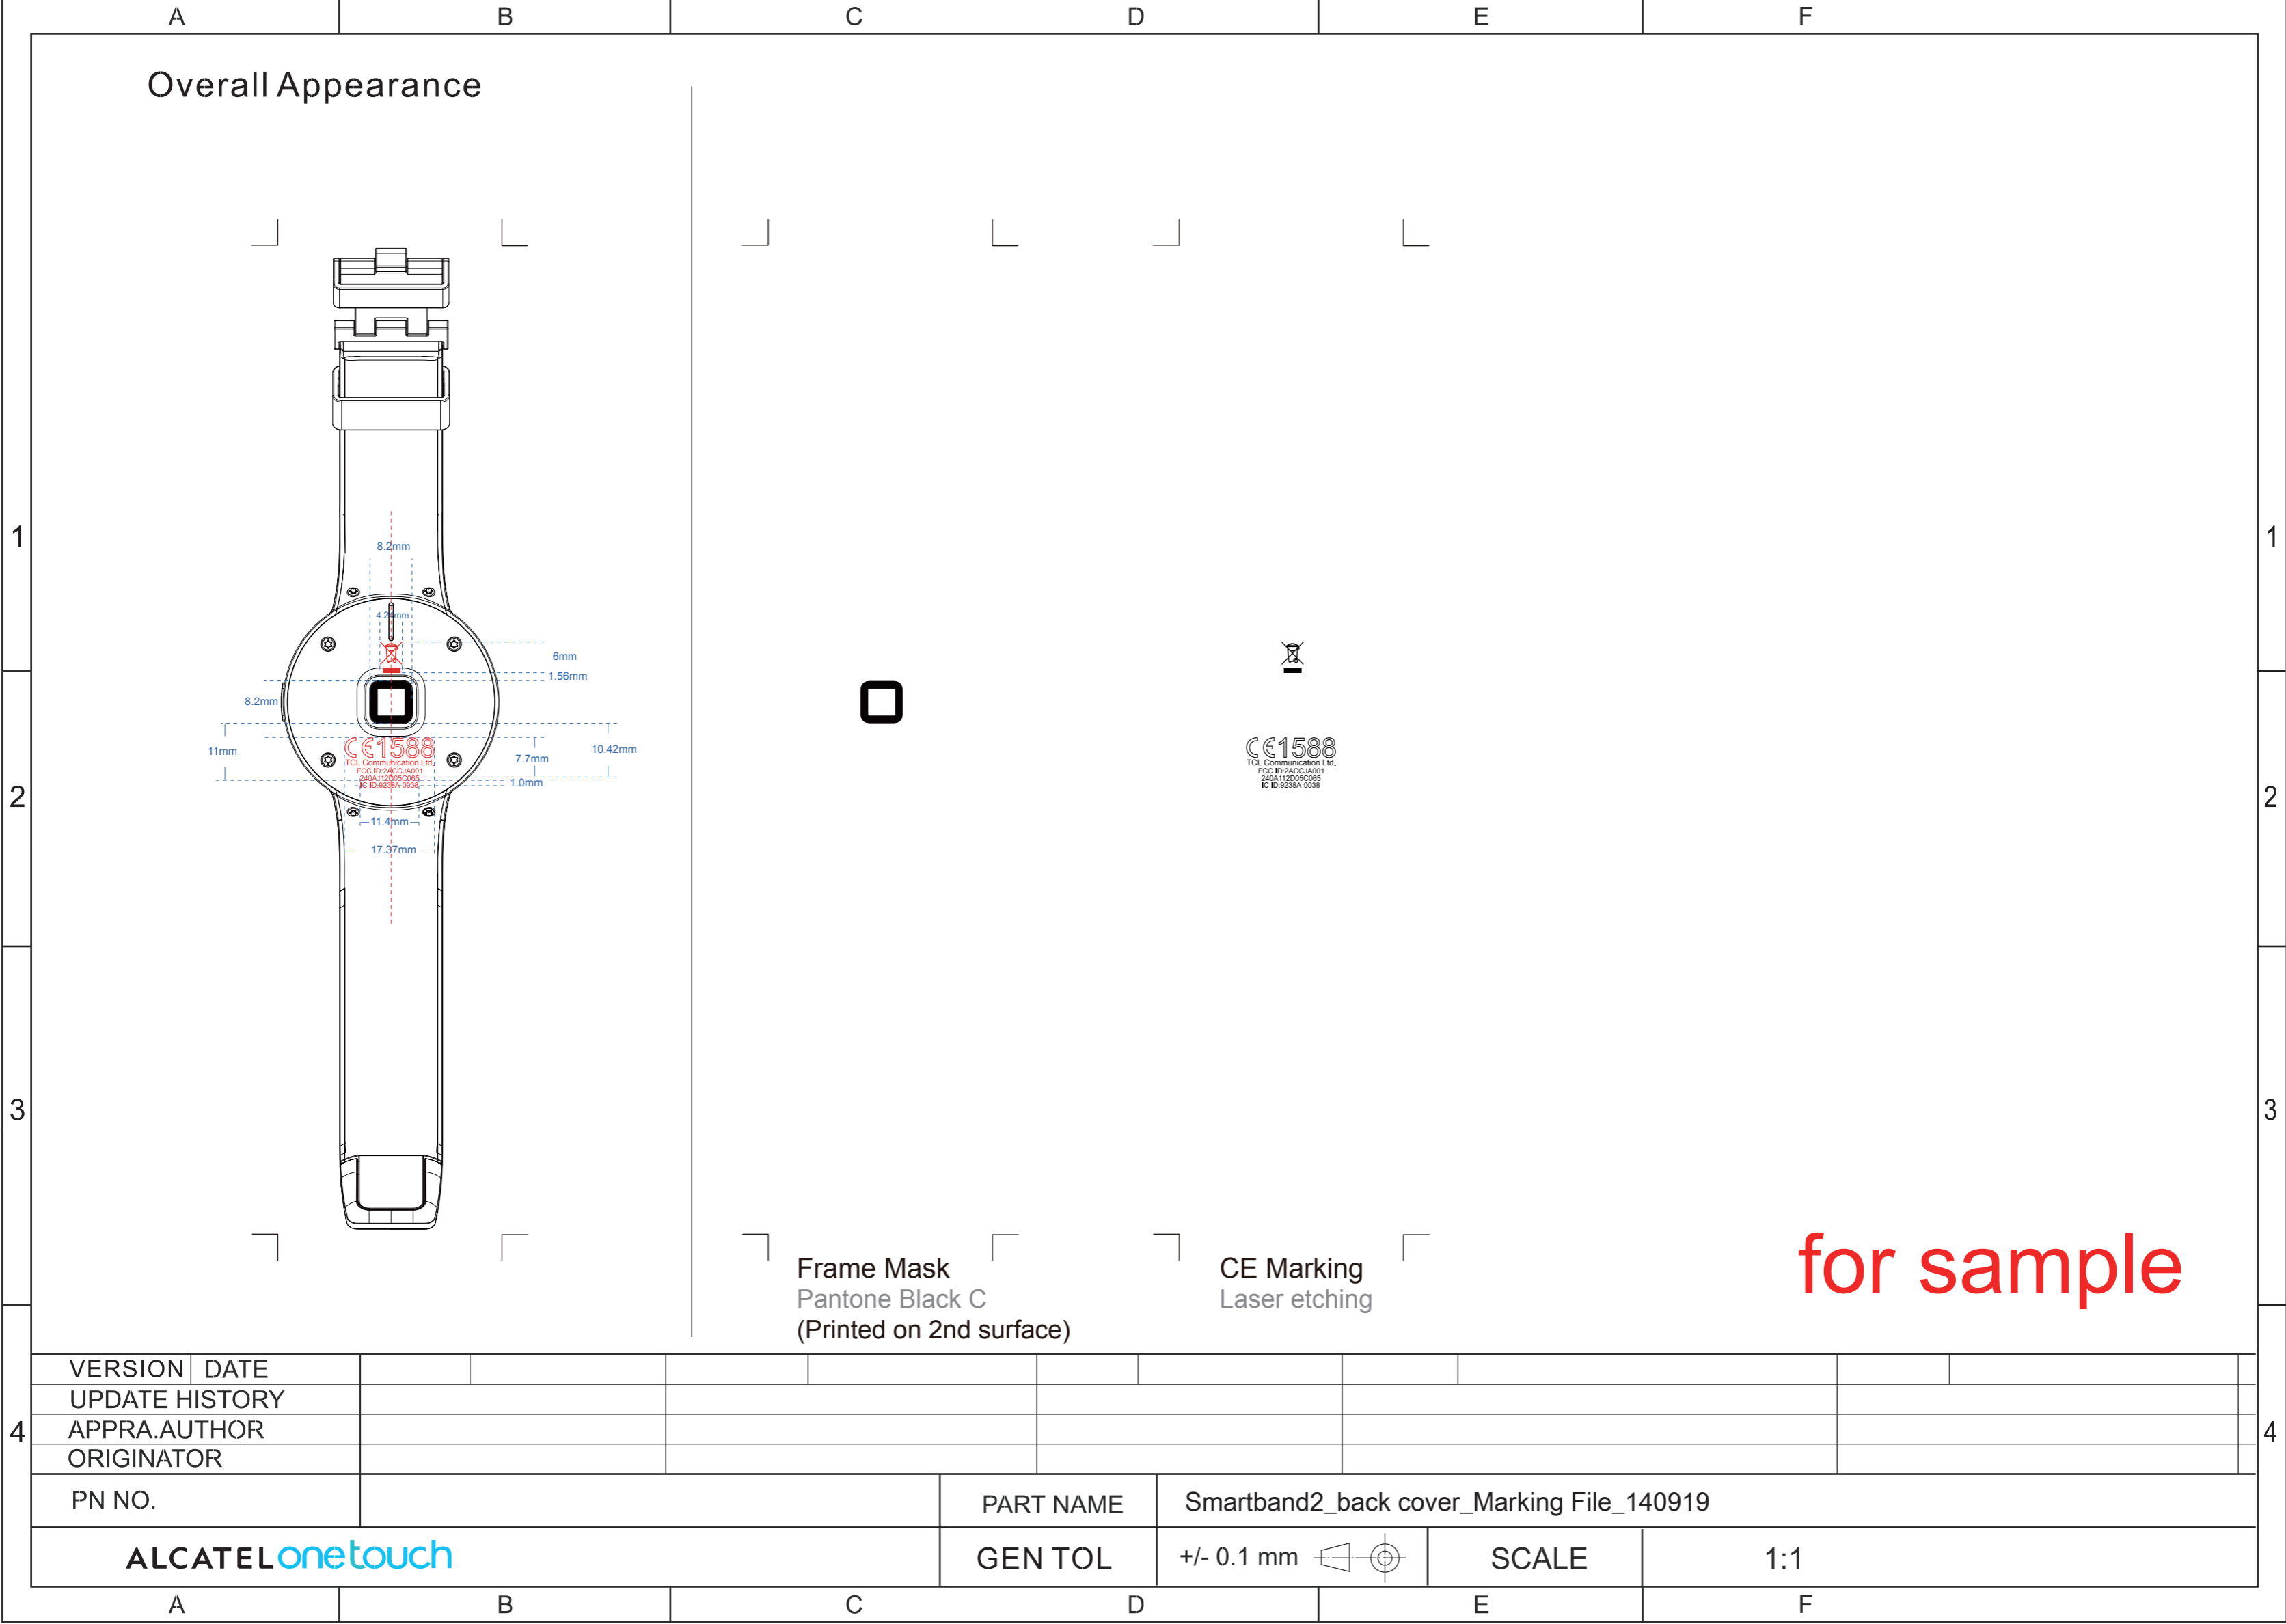 A B C D E F
Overall Appearance
1 1
8.2mm
4.24mm
6mm
1.56mm
8.2mm
11mm
10.42mm
7.7mm
1.0mm
CE1588
TCL Communication Ltd.
FCC ID:2ACCJA001
240A112D05C065
IC ID:9238A-0038
11.4mm
17.37mm
CE1588
TCL Communication Ltd.
FCC ID:2ACCJA001
240A112D05C065
IC ID:9238A-0038
2 2
3 3
Frame Mask
Pantone Black C
(Printed on 2nd surface)
CE Marking
Laser etching
for sample
VERSION DATE
UPDATE HISTORY
APPRA.AUTHOR
4 4
ORIGINATOR
PN NO.
PART NAME Smartband2_back cover_Marking File_140919
ALCATELonetouch
GEN TOL +/- 0.1 mm SCALE 1:1
A B C D E F